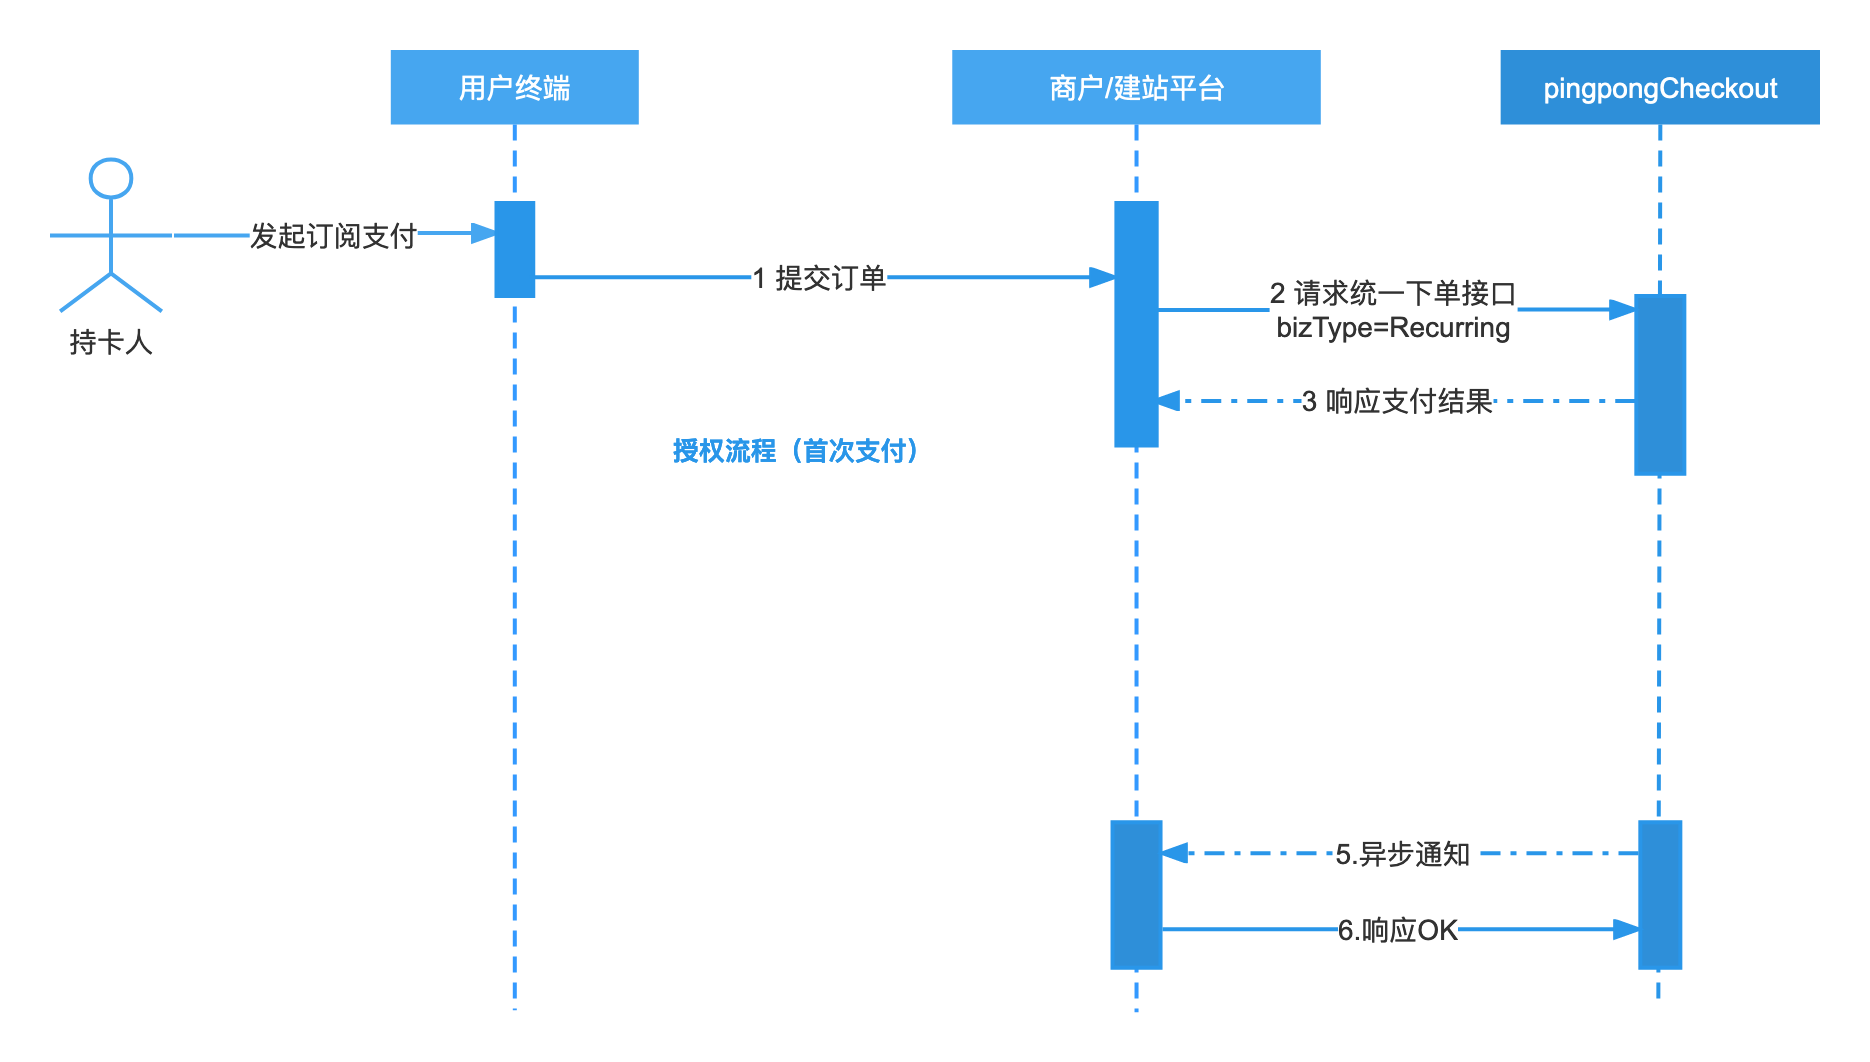 用户终端
商户/建站平台
pingpongCheckout
发起订阅支付
持卡人
1 提交订单
2 请求统一下单接口
bizType=Recurring
3 响应支付结果
授权流程（首次支付）
5.异步通知
6.响应OK